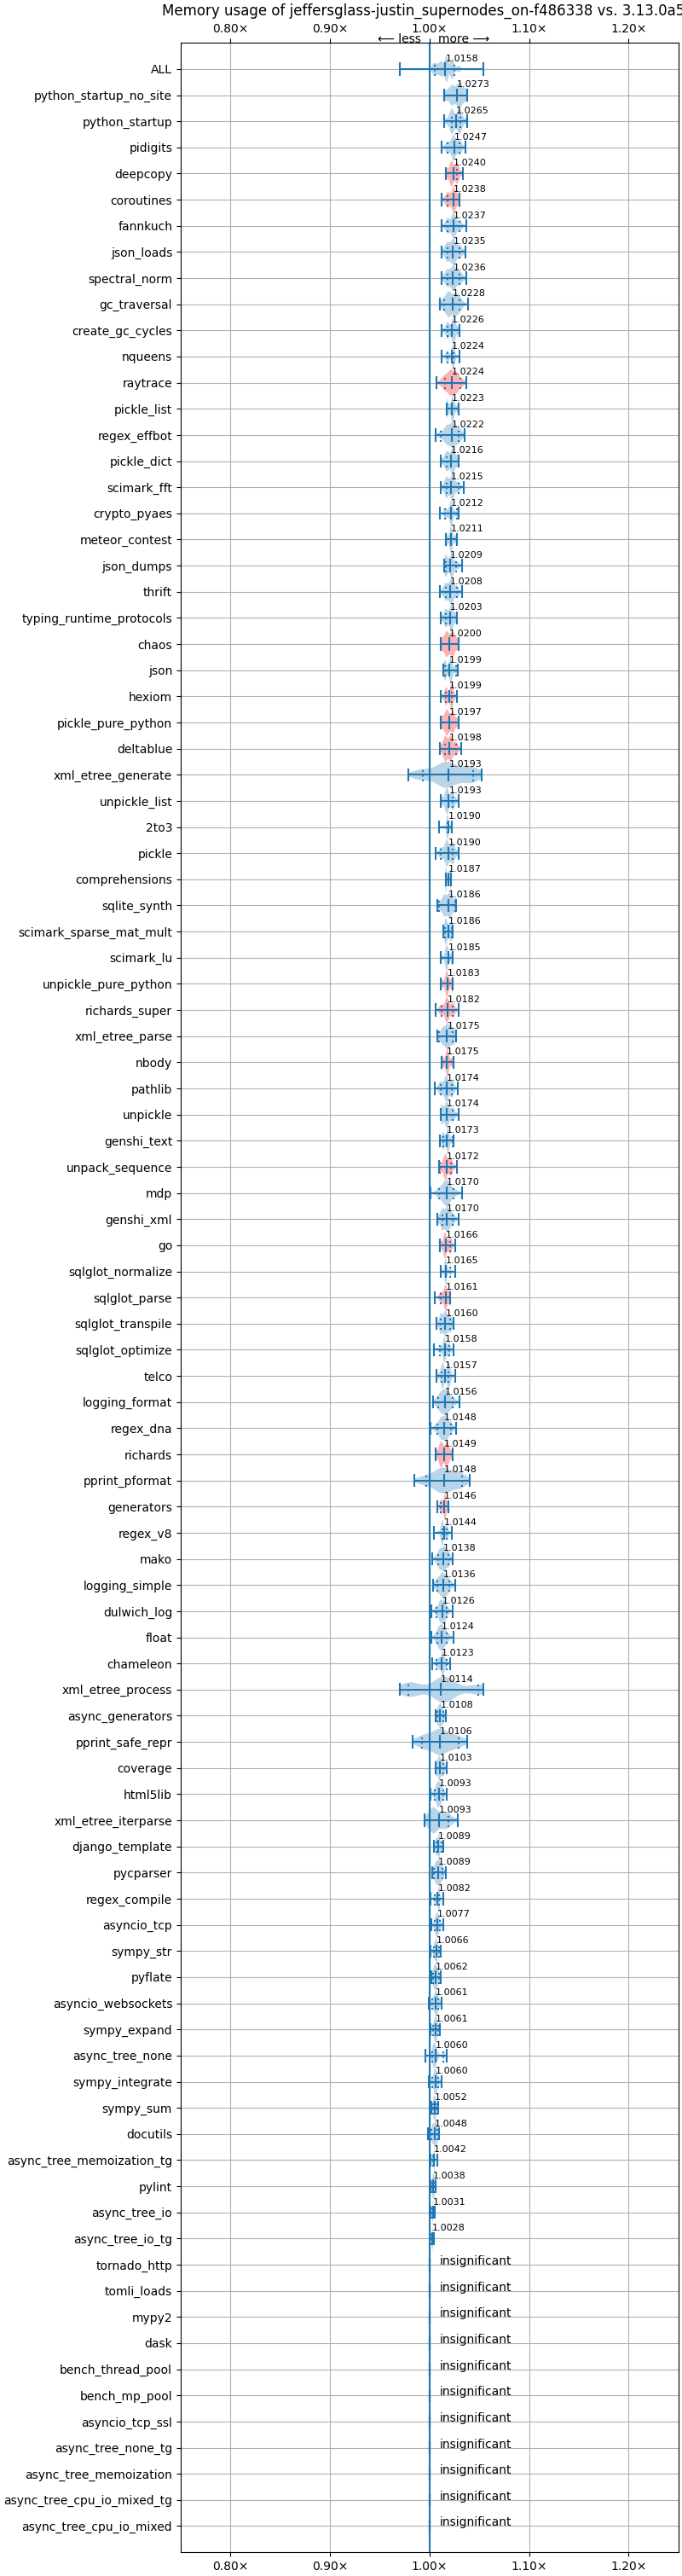 Memory usage of jeffersglass-justin_supernodes_on-f486338 vs. 3.13.0a5
0.80× 0.90× 1.00× 1.10× 1.20×
⟵ less more ⟶
ALL 1.0158
python_startup_no_site 1.0273
python_startup 1.0265
pidigits 1.0247
deepcopy 1.0240
coroutines 1.0238
fannkuch 1.0237
json_loads 1.0235
spectral_norm 1.0236
gc_traversal 1.0228
create_gc_cycles 1.0226
nqueens 1.0224
raytrace 1.0224
pickle_list 1.0223
regex_effbot 1.0222
pickle_dict 1.0216
scimark_fft 1.0215
crypto_pyaes 1.0212
meteor_contest 1.0211
json_dumps 1.0209
thrift 1.0208
typing_runtime_protocols 1.0203
chaos 1.0200
json 1.0199
hexiom 1.0199
pickle_pure_python 1.0197
deltablue 1.0198
xml_etree_generate 1.0193
unpickle_list 1.0193
2to3 1.0190
pickle 1.0190
comprehensions 1.0187
sqlite_synth 1.0186
scimark_sparse_mat_mult 1.0186
scimark_lu 1.0185
unpickle_pure_python 1.0183
richards_super 1.0182
xml_etree_parse 1.0175
nbody 1.0175
pathlib 1.0174
unpickle 1.0174
genshi_text 1.0173
unpack_sequence 1.0172
mdp 1.0170
genshi_xml 1.0170
go 1.0166
sqlglot_normalize 1.0165
sqlglot_parse 1.0161
sqlglot_transpile 1.0160
sqlglot_optimize 1.0158
telco 1.0157
logging_format 1.0156
regex_dna 1.0148
richards 1.0149
pprint_pformat 1.0148
generators 1.0146
regex_v8 1.0144
mako 1.0138
logging_simple 1.0136
dulwich_log 1.0126
float 1.0124
chameleon 1.0123
xml_etree_process 1.0114
async_generators 1.0108
pprint_safe_repr 1.0106
coverage 1.0103
html5lib 1.0093
xml_etree_iterparse 1.0093
django_template 1.0089
pycparser 1.0089
regex_compile 1.0082
asyncio_tcp 1.0077
sympy_str 1.0066
pyflate 1.0062
asyncio_websockets 1.0061
sympy_expand 1.0061
async_tree_none 1.0060
sympy_integrate 1.0060
sympy_sum 1.0052
docutils 1.0048
async_tree_memoization_tg 1.0042
pylint 1.0038
async_tree_io 1.0031
async_tree_io_tg 1.0028
tornado_http insignificant
tomli_loads insignificant
mypy2 insignificant
dask insignificant
bench_thread_pool insignificant
bench_mp_pool insignificant
asyncio_tcp_ssl insignificant
async_tree_none_tg insignificant
async_tree_memoization insignificant
async_tree_cpu_io_mixed_tg insignificant
async_tree_cpu_io_mixed insignificant
0.80× 0.90× 1.00× 1.10× 1.20×